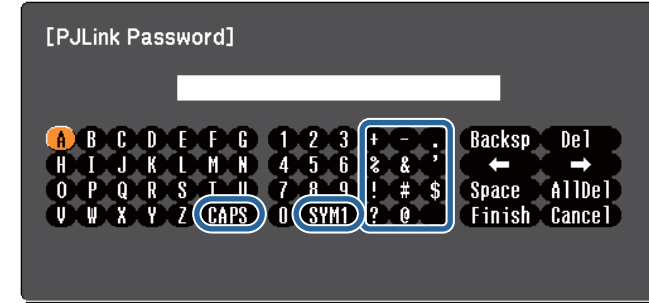 [PJLink Password]
A B C D E F G 1 2 3 + - . Backsp Del
H I J K L M N 4 5 6 % & ' ← →
O P Q R S T U 7 8 9 ! # $ Space AllDel
V W X Y Z CAPS 0 SYM1 ? @ Finish Cancel